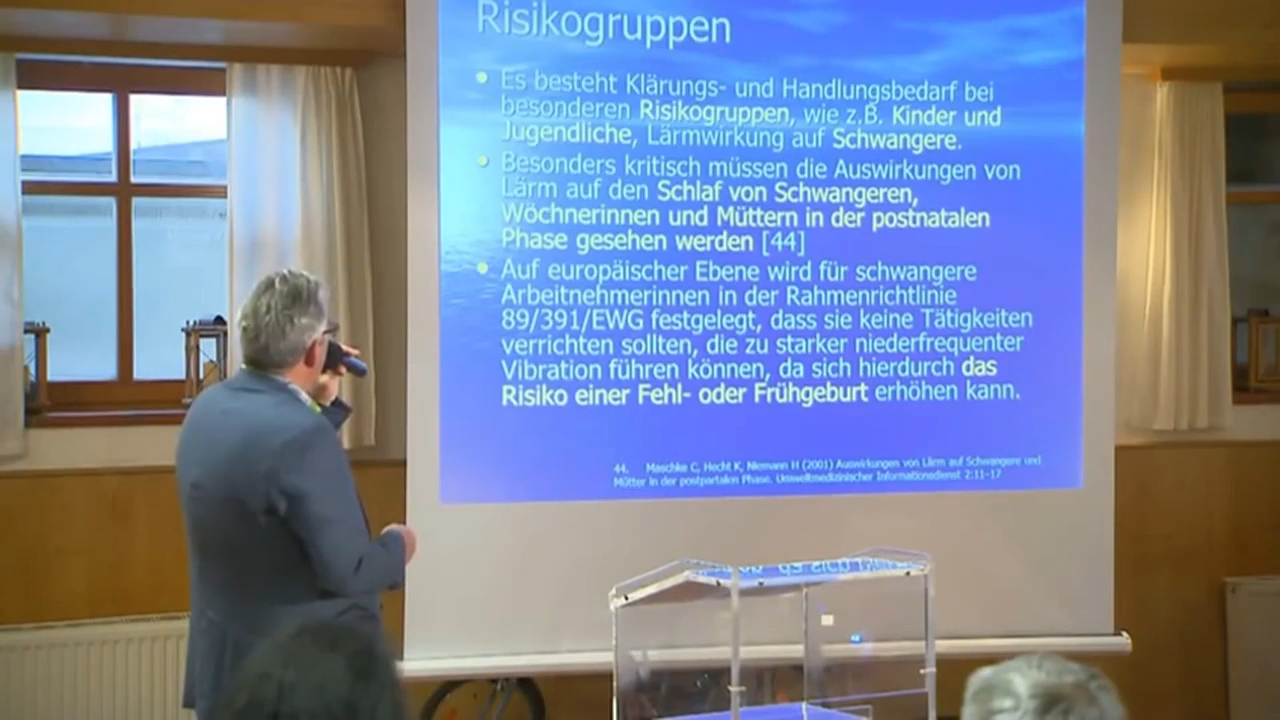 Risikogruppen
• Es besteht Klärungs- und Handlungsbedarf bei
besonderen Risikogruppen, wie z.B. Kinder und
Jugendliche, Lärmwirkung auf Schwangere.
• Besonders kritisch müssen die Auswirkungen von
Lärm auf den Schlaf von Schwangeren,
Wöchnerinnen und Müttern in der postnatalen
Phase gesehen werden [44]
• Auf europäischer Ebene wird für schwangere
Arbeitnehmerinnen in der Rahmenrichtlinie
89/391/EWG festgelegt, dass sie keine Tätigkeiten
verrichten sollten, die zu starker niederfrequenter
Vibration führen können, da sich hierdurch das
Risiko einer Fehl- oder Frühgeburt erhöhen kann.
44. Maschke C, Hecht K, Niemann H (2001) Auswirkungen von Lärm auf Schwangere und
Mütter in der postpartalen Phase. Umweltmedizinischer Informationsdienst 2:11-17